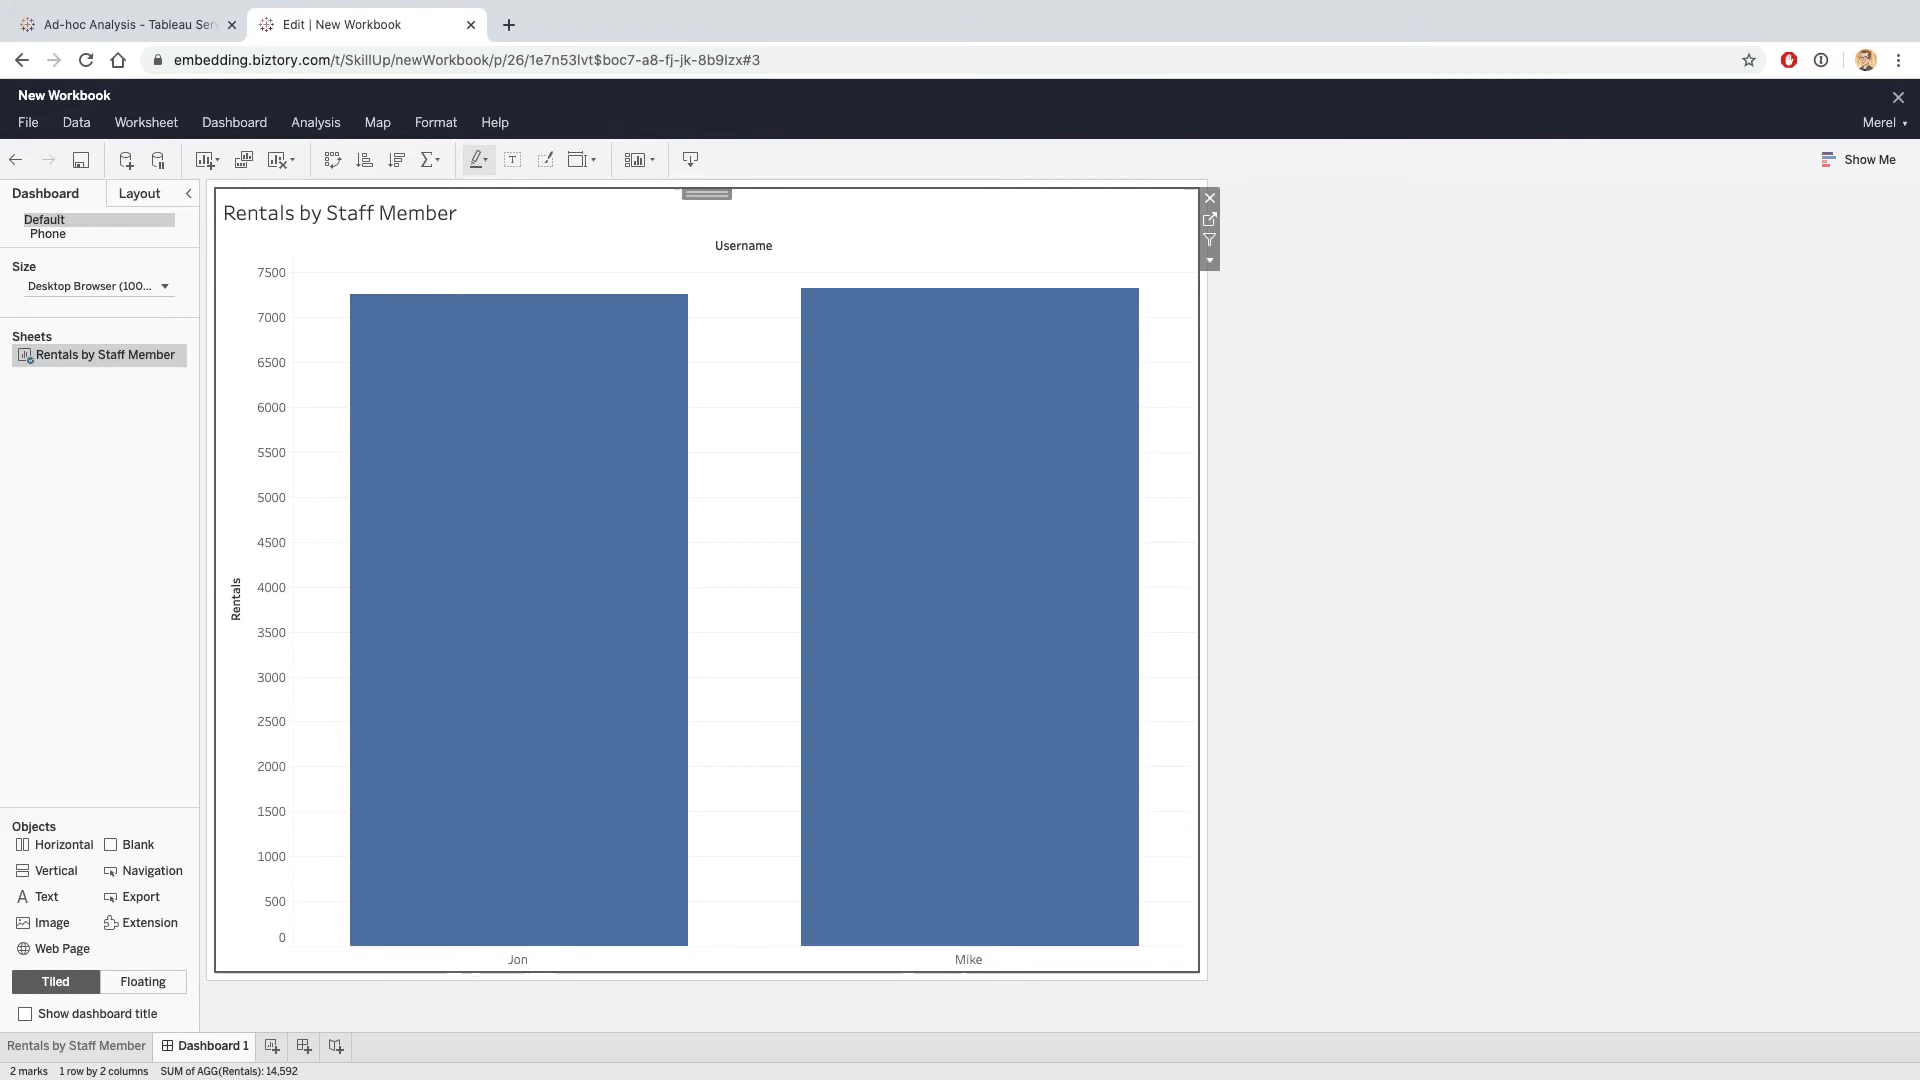 Ad-hoc Analysis - Tableau Ser
Edit | New Workbook
embedding.biztory.com/t/SkillUp/newWorkbook/p/26/1e7n53lvt$boc7-a8-fj-jk-8b9lzx#3
New Workbook
File Data Worksheet Dashboard Analysis Map Format Help
Merel
Show Me
Dashboard Layout
Default
Phone
Size
Desktop Browser (100...
Sheets
Rentals by Staff Member
Rentals by Staff Member
Username
7500
7000
6500
6000
5500
5000
4500
4000
3500
3000
2500
2000
1500
1000
500
0
Rentals
Jon Mike
Objects
Horizontal Blank
Vertical Navigation
Text Export
Image Extension
Web Page
Tiled Floating
Show dashboard title
Rentals by Staff Member Dashboard 1
2 marks 1 row by 2 columns SUM of AGG(Rentals): 14,592